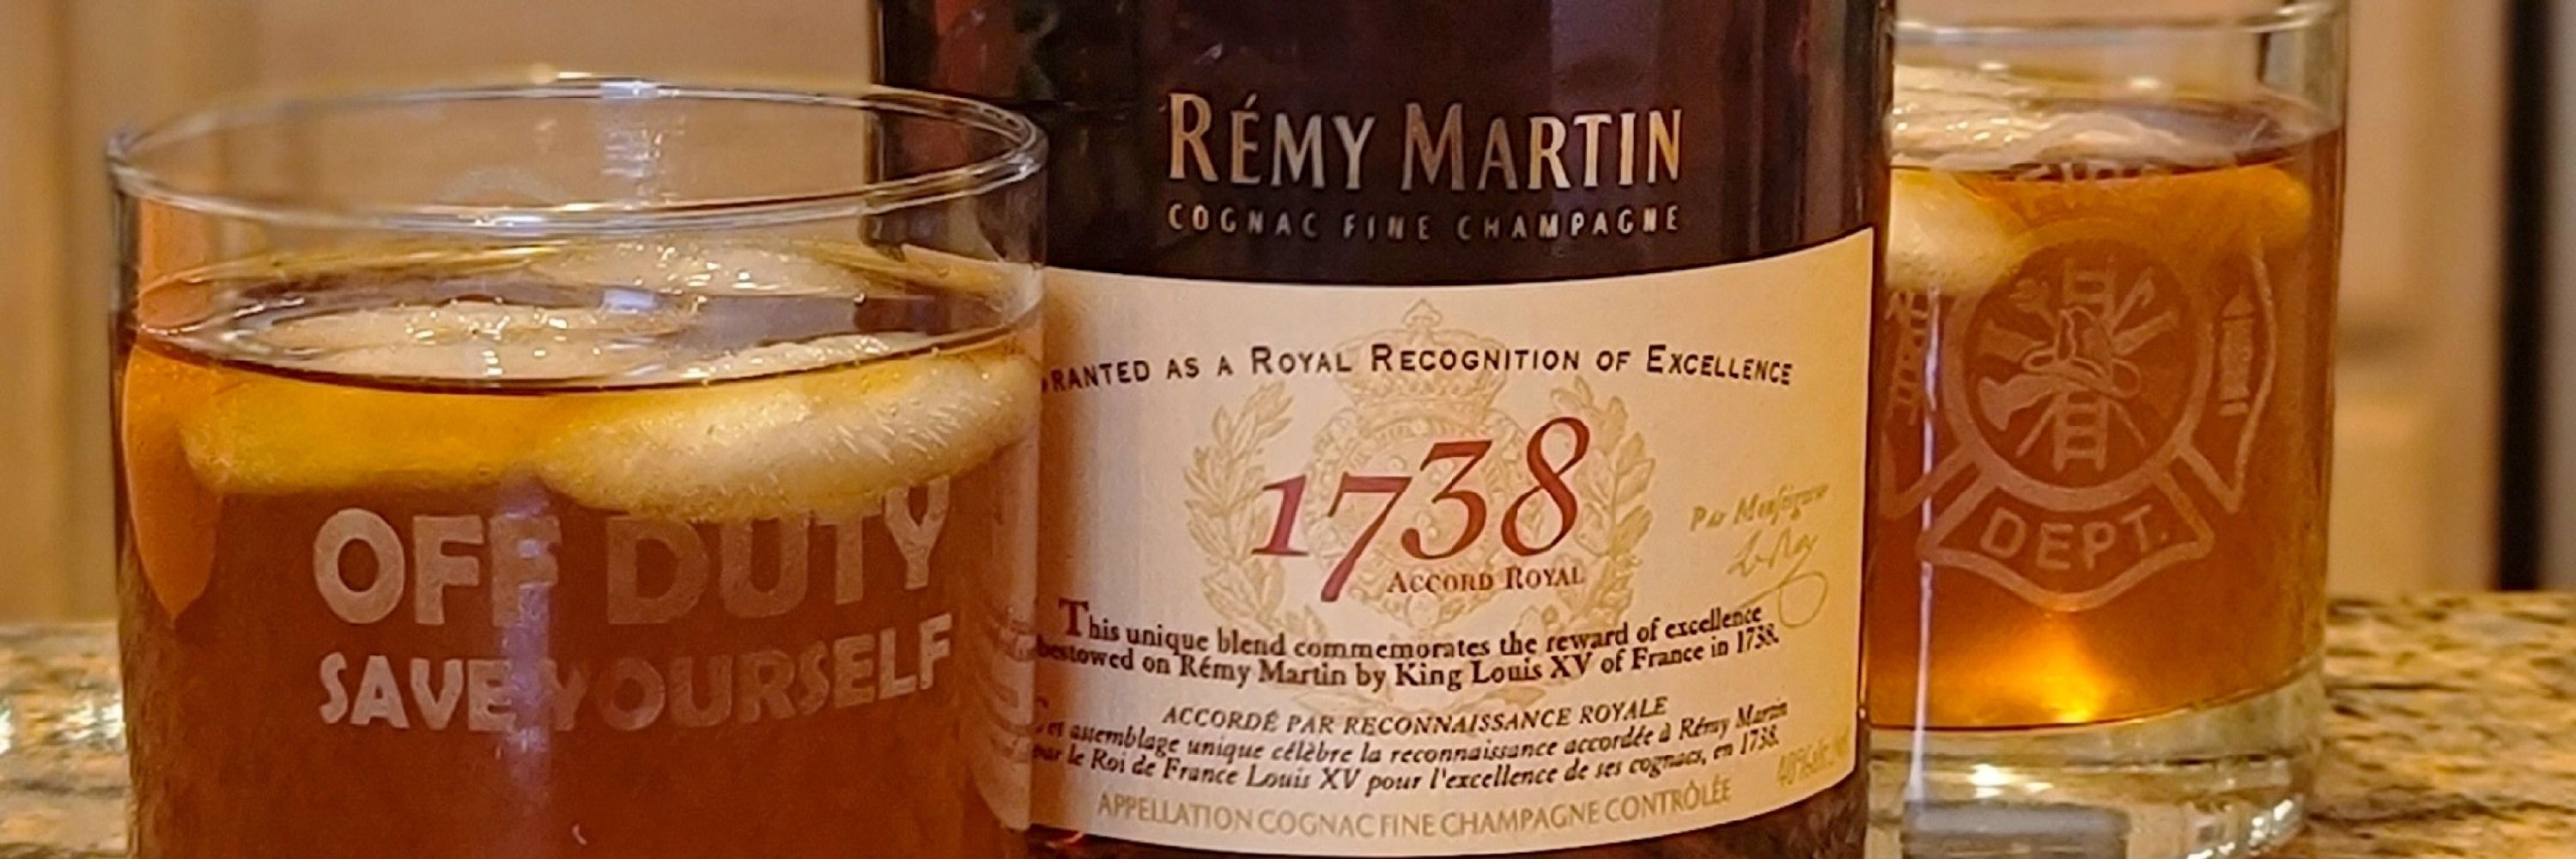 RÉMY MARTIN
COGNAC FINE CHAMPAGNE
GRANTED AS A ROYAL RECOGNITION OF EXCELLENCE
1738
ACCORD ROYAL
This unique blend commemorates the reward of excellence
bestowed on Rémy Martin by King Louis XV of France in 1738.
ACCORDÉ PAR RECONNAISSANCE ROYALE
Cet assemblage unique célèbre la reconnaissance accordée à Rémy Martin
par le Roi de France Louis XV pour l'excellence de ses cognacs, en 1738.
APPELLATION COGNAC FINE CHAMPAGNE CONTRÔLÉE
OFF DUTY
SAVE YOURSELF
DEPT.